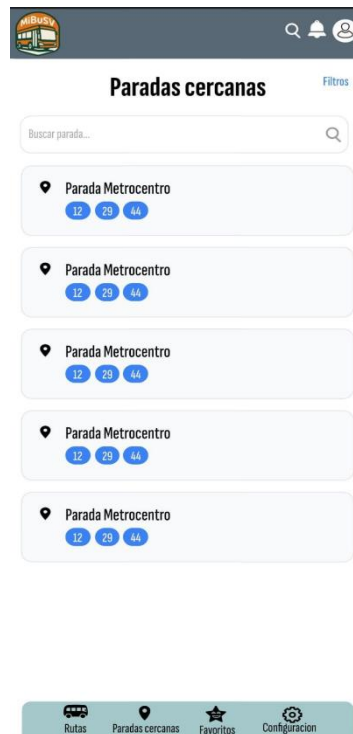 MiBuSV
Paradas cercanas
Filtros
Buscar parada...
Parada Metrocentro
12 29 44
Parada Metrocentro
12 29 44
Parada Metrocentro
12 29 44
Parada Metrocentro
12 29 44
Parada Metrocentro
12 29 44
Rutas Paradas cercanas Favoritos Configuracion